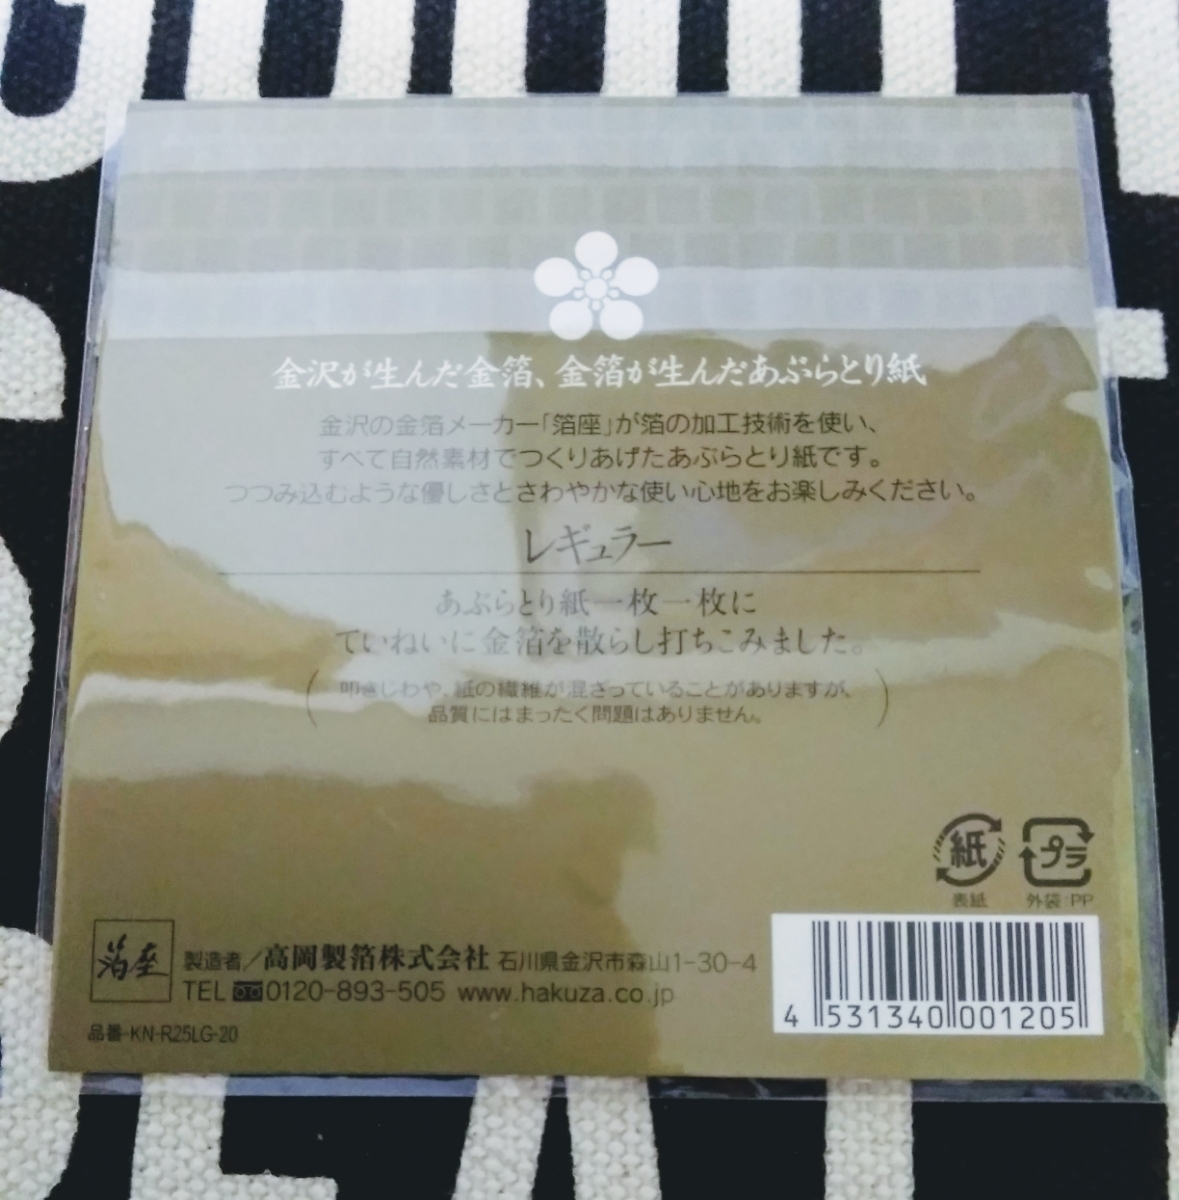 金沢が生んだ金箔、金箔が生んだあぶらとり紙
金沢の金箔メーカー「箔座」が箔の加工技術を使い、
すべて自然素材でつくりあげたあぶらとり紙です。
つつみ込むような優しさとさわやかな使い心地をお楽しみください。
レギュラー
あぶらとり紙一枚一枚に
ていねいに金箔を散らし打ちこみました。
(叩きじわや、紙の繊維が混ざっていることがありますが、
品質にはまったく問題はありません。)
紙 プラ
表紙 外袋:PP
箔座
製造者/高岡製箔株式会社 石川県金沢市森山1-30-4
TEL 0120-893-505 www.hakuza.co.jp
品番-KN-R25LG-20
4 531340 001205